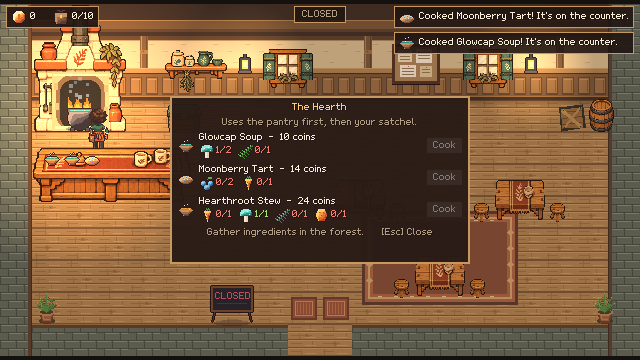 0
0/10
CLOSED
Cooked Moonberry Tart! It's on the counter.
Cooked Glowcap Soup! It's on the counter.
The Hearth
Uses the pantry first, then your satchel.
Glowcap Soup - 10 coins
1/2 0/1
Cook
Moonberry Tart - 14 coins
0/2 0/1
Cook
Hearthroot Stew - 24 coins
0/1 1/1 0/1 0/1
Cook
Gather ingredients in the forest. [Esc] Close
CLOSED